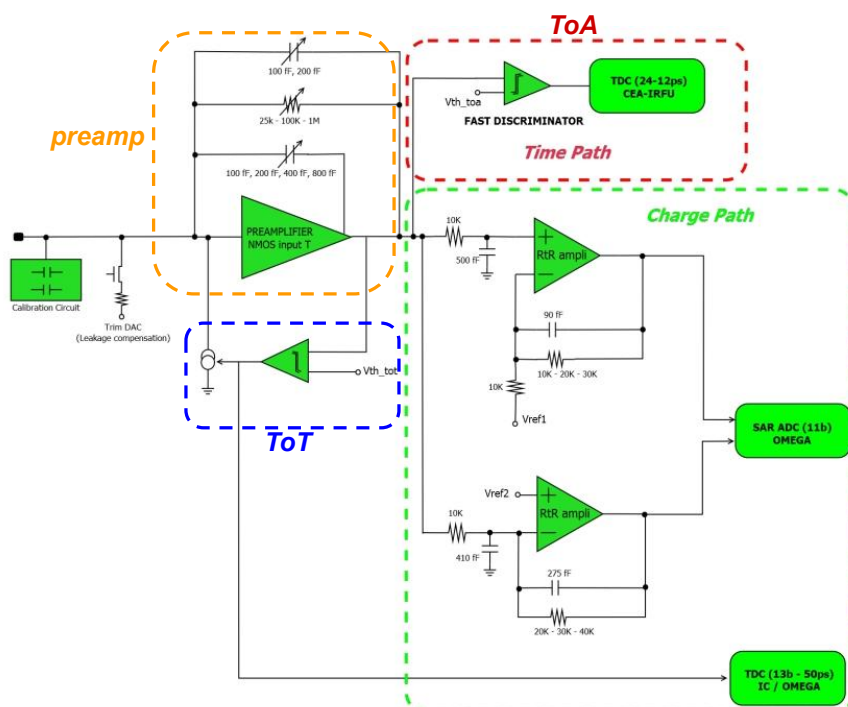 ToA
100 fF, 200 fF
TDC (24-12ps)
CEA-IRFU
Vth_toa
FAST DISCRIMINATOR
25k - 100K - 1M
preamp
Time Path
100 fF, 200 fF, 400 fF, 800 fF
Charge Path
PREAMPLIFIER
NMOS input T
10K
RtR ampli
500 fF
Calibration Circuit
Trim DAC
(Leakage compensation)
90 fF
10K - 20K - 30K
Vth_tot
10K
Vref1
ToT
SAR ADC (11b)
OMEGA
Vref2
10K
RtR ampli
410 fF
275 fF
20K - 30K - 40K
TDC (13b - 50ps)
IC / OMEGA